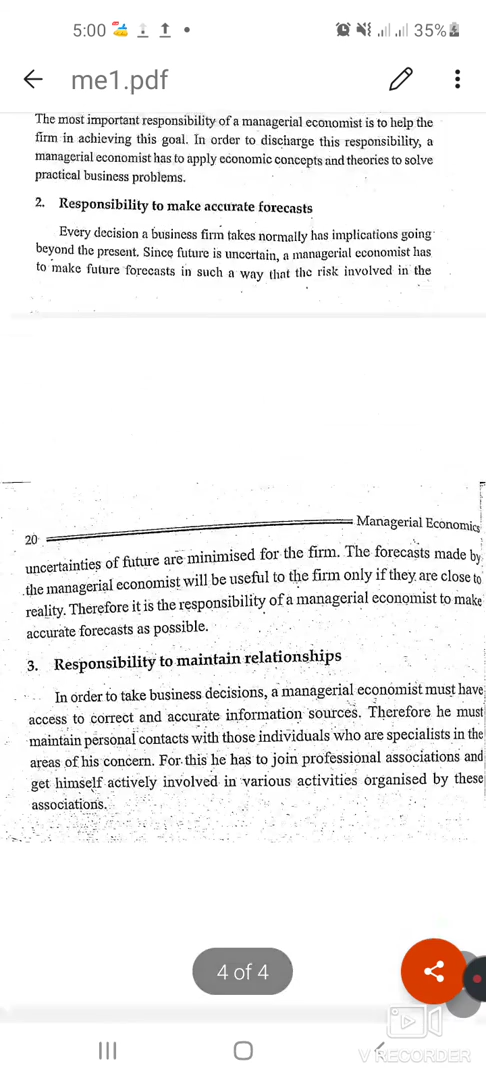 5:00
35%
me1.pdf
The most important responsibility of a managerial economist is to help the
firm in achieving this goal. In order to discharge this responsibility, a
managerial economist has to apply economic concepts and theories to solve
practical business problems.
2. Responsibility to make accurate forecasts
Every decision a business firm takes normally has implications going
beyond the present. Since future is uncertain, a managerial economist has
to make future forecasts in such a way that the risk involved in the
20 Managerial Economics
uncertainties of future are minimised for the firm. The forecasts made by
the managerial economist will be useful to the firm only if they are close to
reality. Therefore it is the responsibility of a managerial economist to make
accurate forecasts as possible.
3. Responsibility to maintain relationships
In order to take business decisions, a managerial economist must have
access to correct and accurate information sources. Therefore he must
maintain personal contacts with those individuals who are specialists in the
areas of his concern. For this he has to join professional associations and
get himself actively involved in various activities organised by these
associations.
4 of 4
V RECORDER